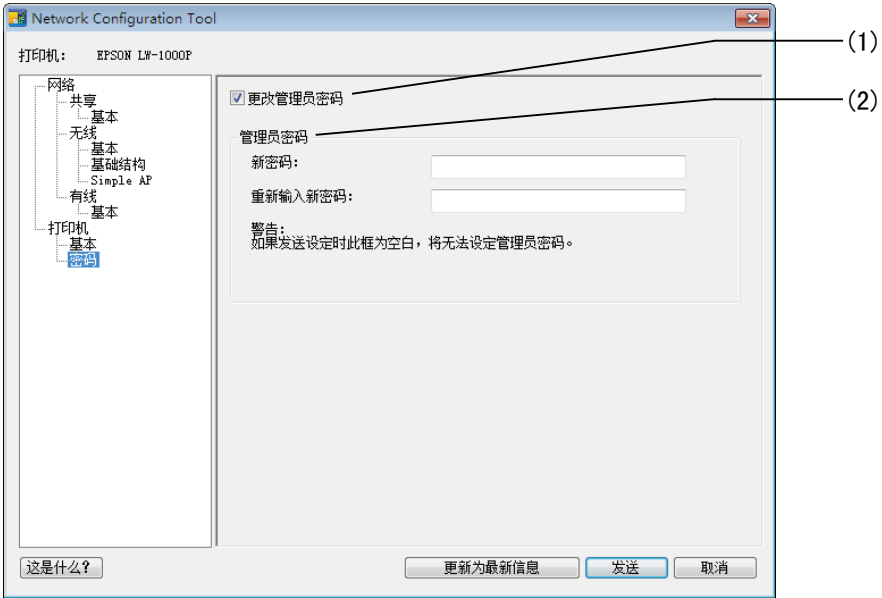 Network Configuration Tool
打印机： EPSON LW-1000P
(1)
(2)
网络
共享
基本
无线
基本
基础结构
Simple AP
有线
基本
打印机
基本
密码
更改管理员密码
管理员密码
新密码：
重新输入新密码：
警告：
如果发送设定时此框为空白，将无法设定管理员密码。
这是什么？
更新为最新信息
发送
取消